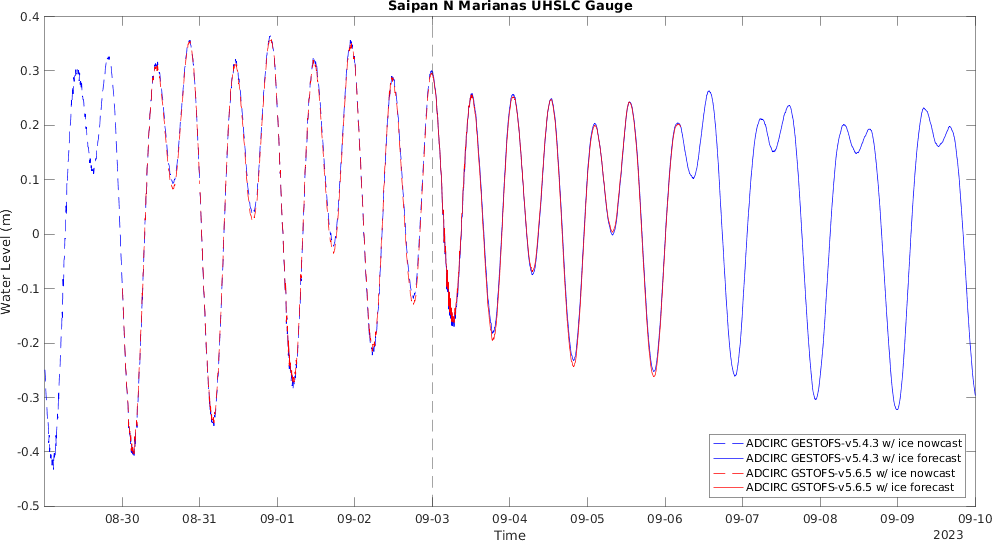 Saipan N Marianas UHSLC Gauge
0.4
0.3
0.2
0.1
0
-0.1
-0.2
-0.3
-0.4
-0.5
Water Level (m)
ADCIRC GESTOFS-v5.4.3 w/ ice nowcast
ADCIRC GESTOFS-v5.4.3 w/ ice forecast
ADCIRC GSTOFS-v5.6.5 w/ ice nowcast
ADCIRC GSTOFS-v5.6.5 w/ ice forecast
08-30 08-31 09-01 09-02 09-03 09-04 09-05 09-06 09-07 09-08 09-09 09-10
Time
2023